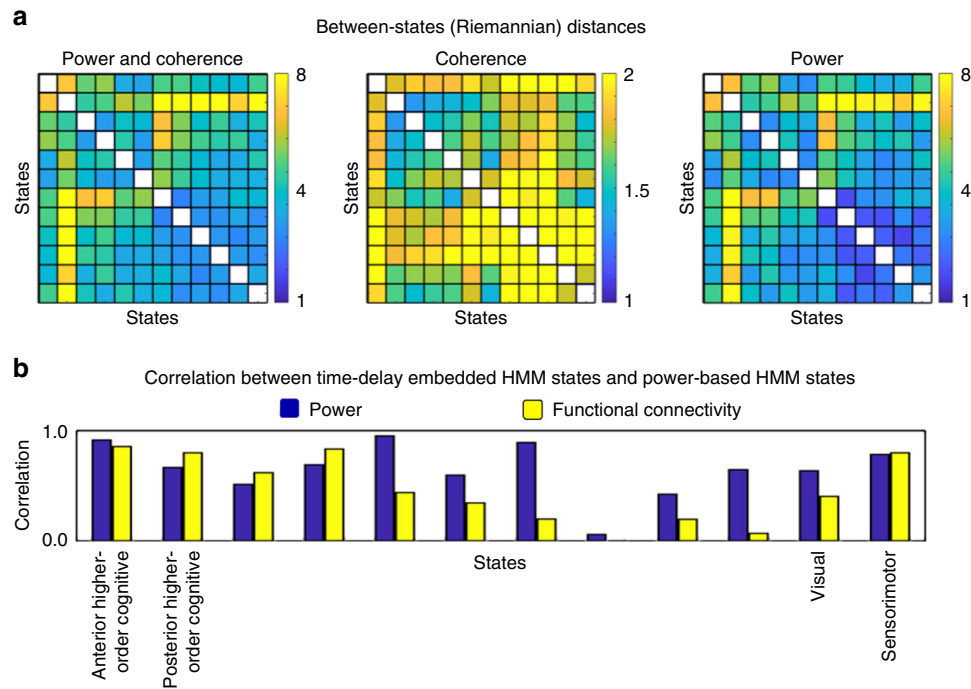 a
Between-states (Riemannian) distances
Power and coherence
Coherence
Power
States
8
4
1
States
States
2
1.5
1
States
States
8
4
1
States
b
Correlation between time-delay embedded HMM states and power-based HMM states
Power
Functional connectivity
Correlation
1.0
0.0
Anterior higher-
order cognitive
Posterior higher-
order cognitive
States
Visual
Sensorimotor